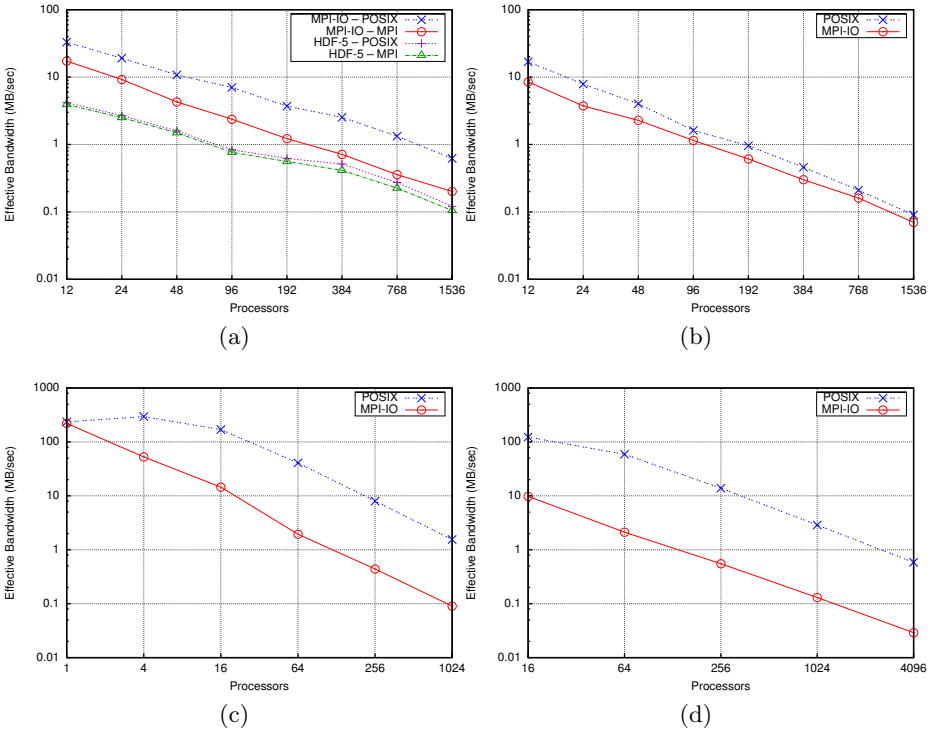 MPI-IO – POSIX
MPI-IO – MPI
HDF-5 – POSIX
HDF-5 – MPI
Effective Bandwidth (MB/sec)
100
10
1
0.1
0.01
12 24 48 96 192 384 768 1536
Processors
(a)
POSIX
MPI-IO
Effective Bandwidth (MB/sec)
100
10
1
0.1
0.01
12 24 48 96 192 384 768 1536
Processors
(b)
POSIX
MPI-IO
Effective Bandwidth (MB/sec)
1000
100
10
1
0.1
0.01
1 4 16 64 256 1024
Processors
(c)
POSIX
MPI-IO
Effective Bandwidth (MB/sec)
1000
100
10
1
0.1
0.01
16 64 256 1024 4096
Processors
(d)